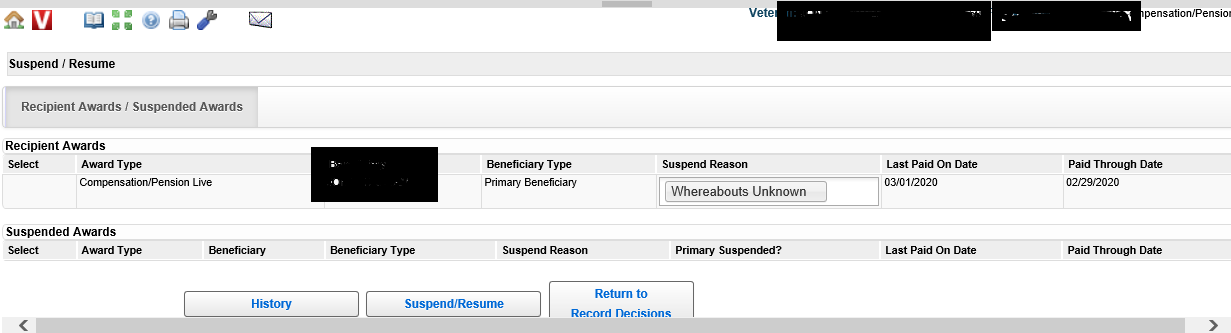 Compensation/Pension
Suspend / Resume
Recipient Awards / Suspended Awards
Recipient Awards
Select Award Type Beneficiary Type Suspend Reason Last Paid On Date Paid Through Date
Compensation/Pension Live Primary Beneficiary Whereabouts Unknown 03/01/2020 02/29/2020
Suspended Awards
Select Award Type Beneficiary Beneficiary Type Suspend Reason Primary Suspended? Last Paid On Date Paid Through Date
History Suspend/Resume Return to
Record Decisions